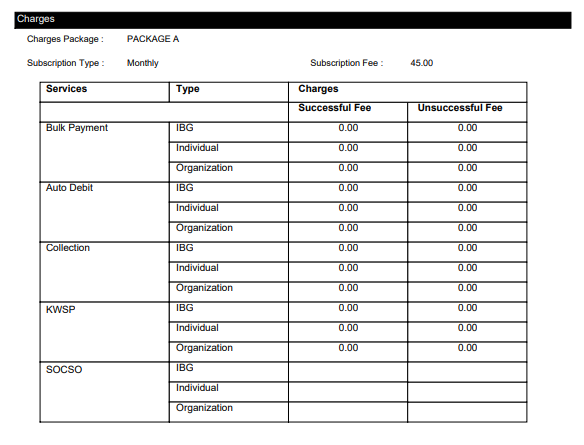 Charges
Charges Package : PACKAGE A
Subscription Type : Monthly Subscription Fee : 45.00
Services Type Charges
Successful Fee Unsuccessful Fee
Bulk Payment IBG 0.00 0.00
Individual 0.00 0.00
Organization 0.00 0.00
Auto Debit IBG 0.00 0.00
Individual 0.00 0.00
Organization 0.00 0.00
Collection IBG 0.00 0.00
Individual 0.00 0.00
Organization 0.00 0.00
KWSP IBG 0.00 0.00
Individual 0.00 0.00
Organization 0.00 0.00
SOCSO IBG
Individual
Organization